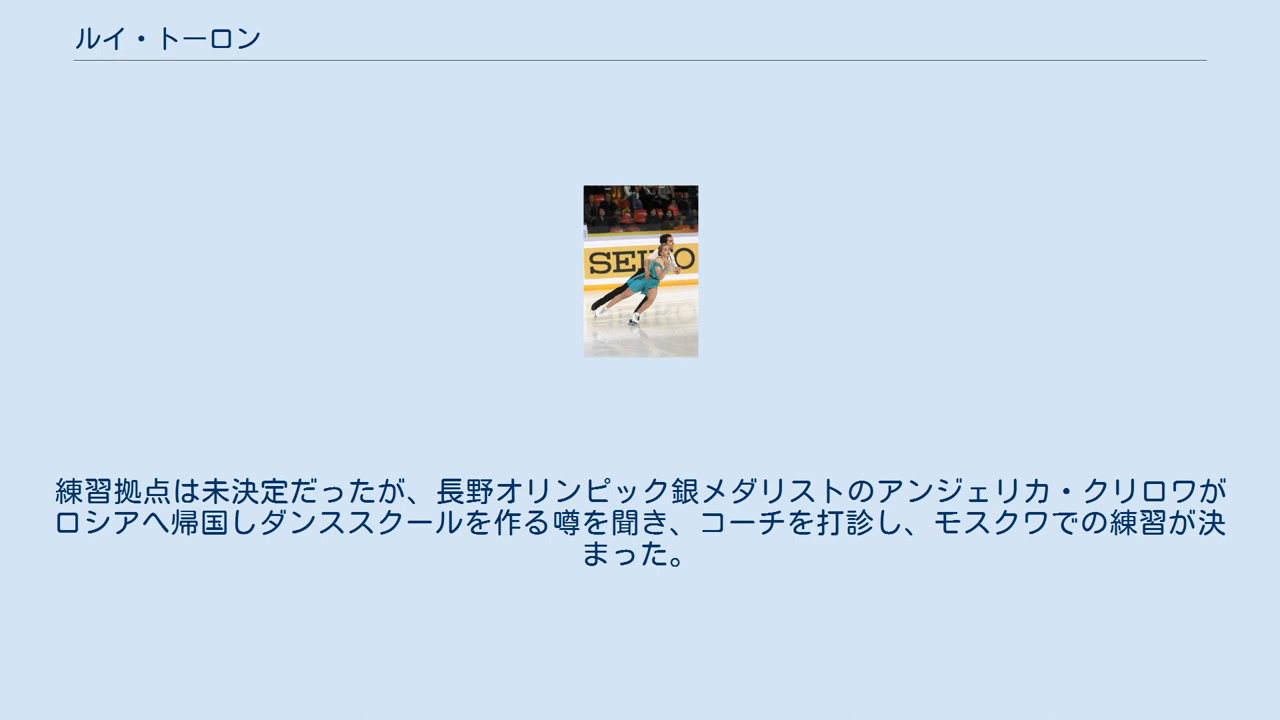 ルイ・トーロン
SEIKO
練習拠点は未決定だったが、長野オリンピック銀メダリストのアンジェリカ・クリロワが
ロシアへ帰国しダンススクールを作る噂を聞き、コーチを打診し、モスクワでの練習が決
まった。